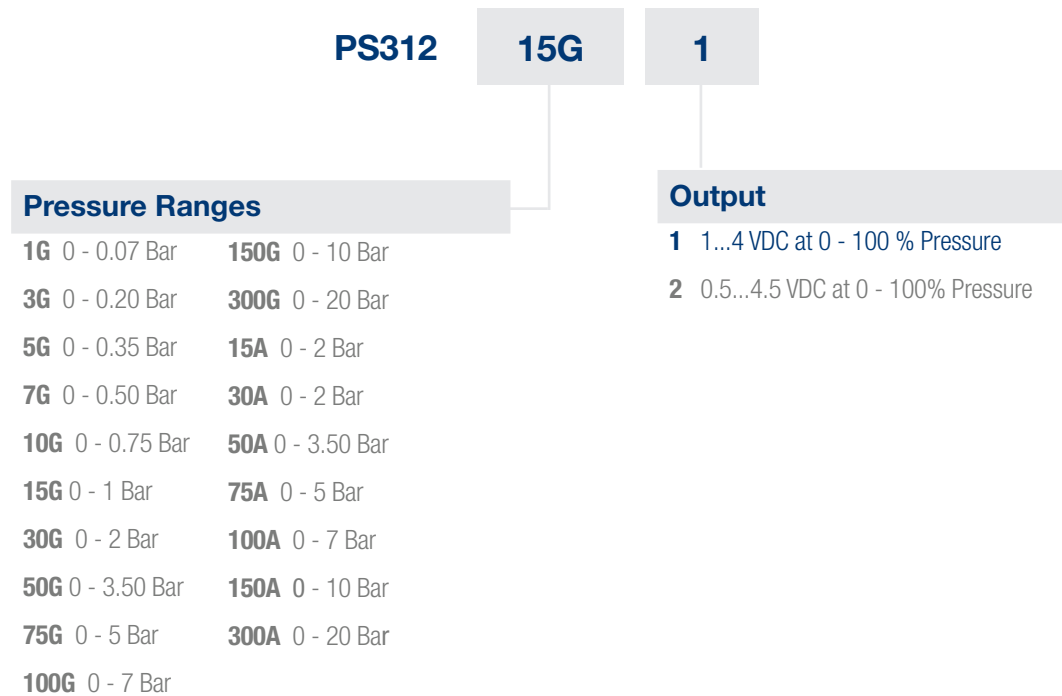 PS312 15G 1
Pressure Ranges
1G 0 - 0.07 Bar
3G 0 - 0.20 Bar
5G 0 - 0.35 Bar
7G 0 - 0.50 Bar
10G 0 - 0.75 Bar
15G 0 - 1 Bar
30G 0 - 2 Bar
50G 0 - 3.50 Bar
75G 0 - 5 Bar
100G 0 - 7 Bar
150G 0 - 10 Bar
300G 0 - 20 Bar
15A 0 - 2 Bar
30A 0 - 2 Bar
50A 0 - 3.50 Bar
75A 0 - 5 Bar
100A 0 - 7 Bar
150A 0 - 10 Bar
300A 0 - 20 Bar
Output
1 1...4 VDC at 0 - 100 % Pressure
2 0.5...4.5 VDC at 0 - 100% Pressure